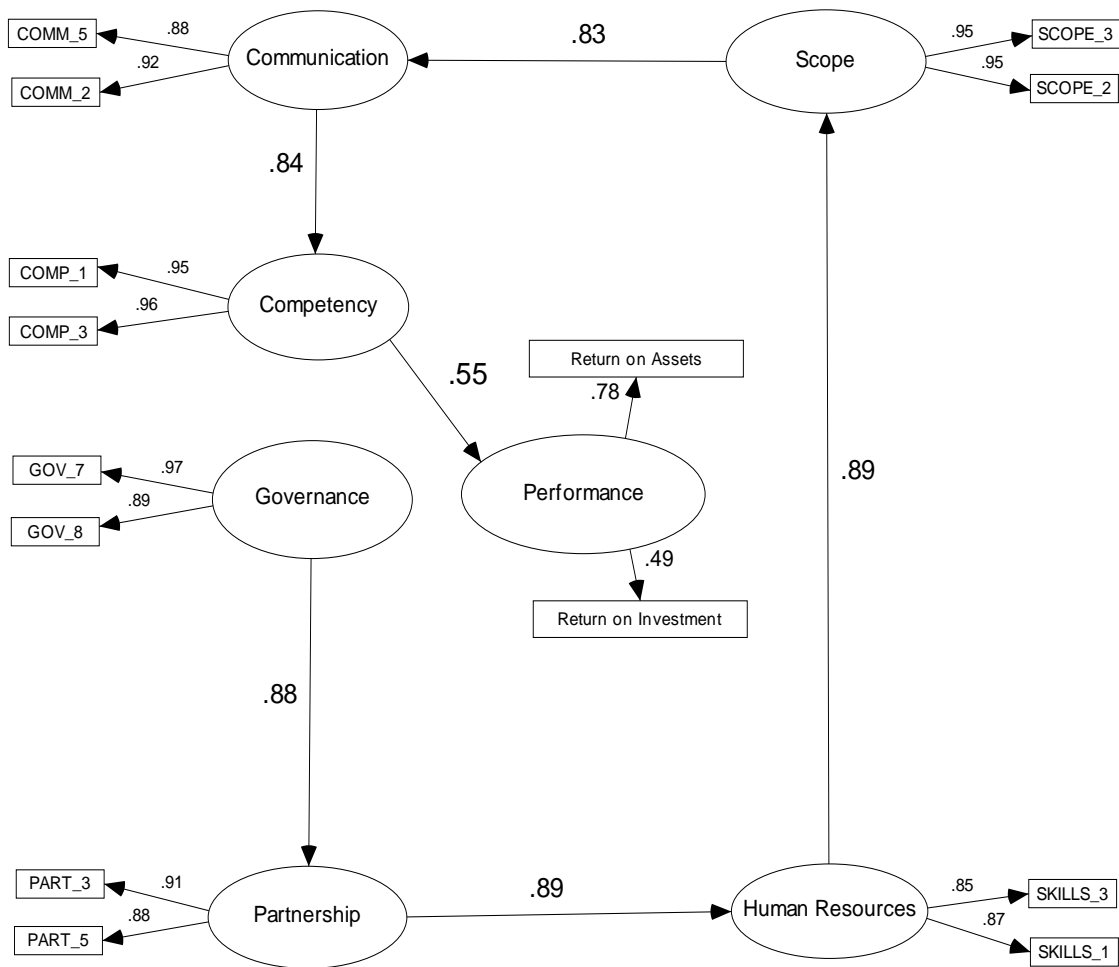 COMM_5
.88
Communication
.92
COMM_2
.83
Scope
.95
SCOPE_3
.95
SCOPE_2
.84
COMP_1
.95
Competency
.96
COMP_3
.55
Return on Assets
.78
GOV_7
.97
Governance
.89
GOV_8
Performance
.49
Return on Investment
.89
.88
PART_3
.91
Partnership
.88
PART_5
.89
Human Resources
.85
SKILLS_3
.87
SKILLS_1